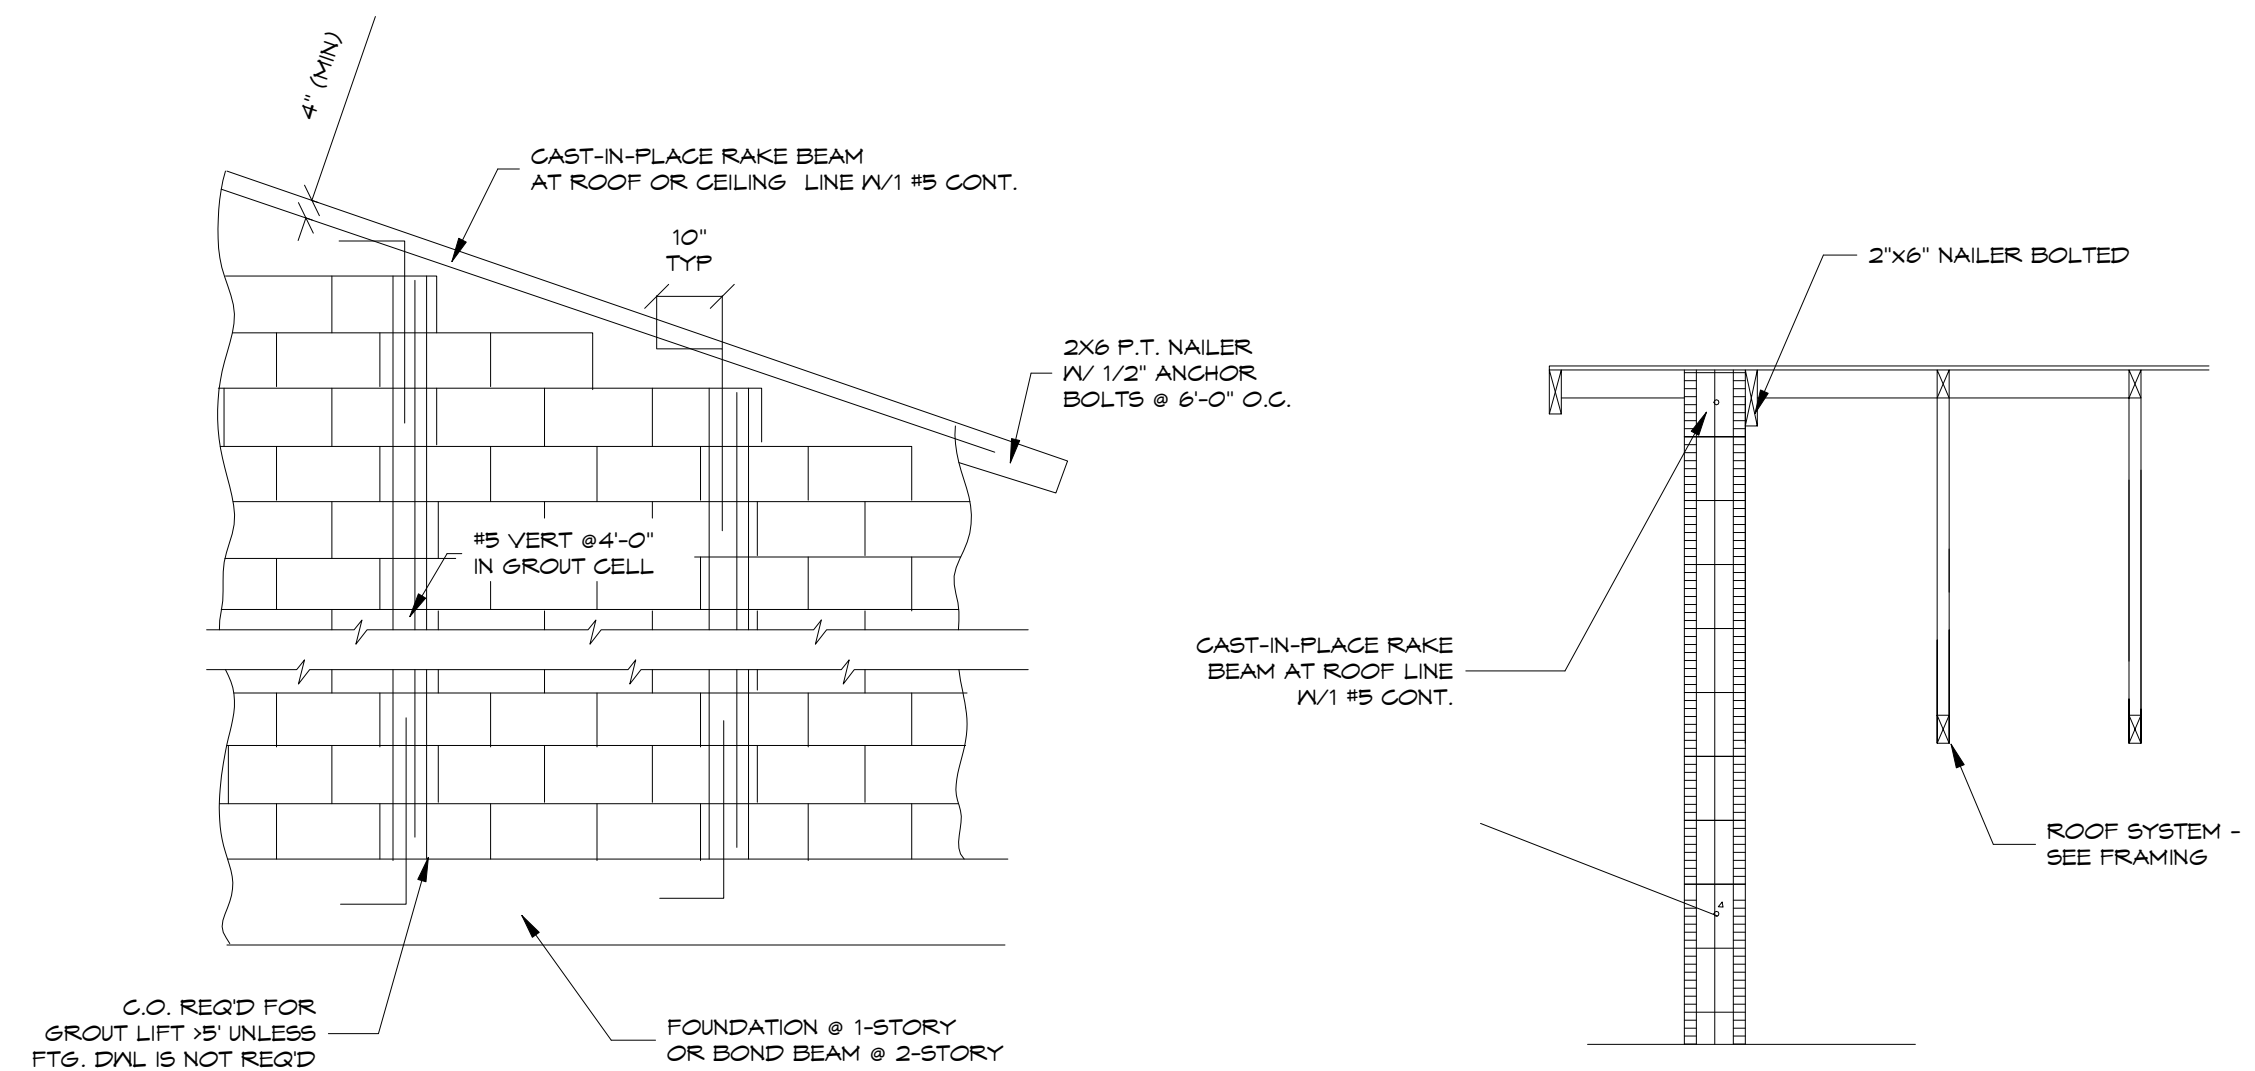 4" (MIN)
CAST-IN-PLACE RAKE BEAM
AT ROOF OR CEILING LINE W/1 #5 CONT.
10"
TYP
2X6 P.T. NAILER
W/ 1/2" ANCHOR
BOLTS @ 6'-0" O.C.
#5 VERT @4'-0"
IN GROUT CELL
C.O. REQ'D FOR
GROUT LIFT >5' UNLESS
FTG. DWL IS NOT REQ'D
FOUNDATION @ 1-STORY
OR BOND BEAM @ 2-STORY
2"x6" NAILER BOLTED
CAST-IN-PLACE RAKE
BEAM AT ROOF LINE
W/1 #5 CONT.
ROOF SYSTEM -
SEE FRAMING